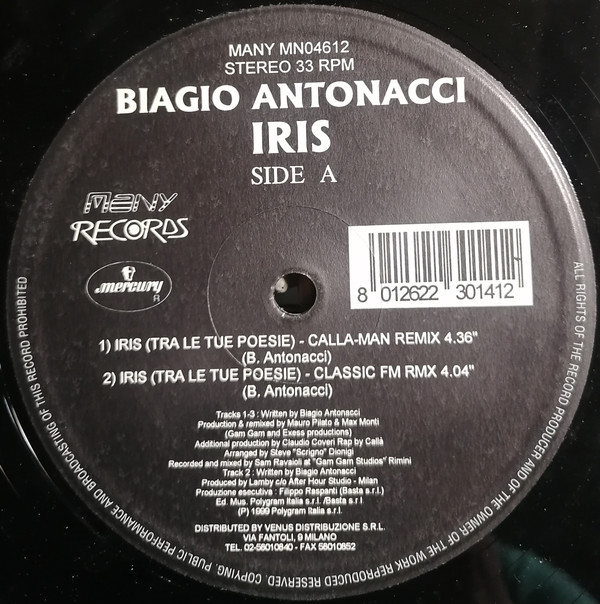 MANY MN04612
STEREO 33 RPM
BIAGIO ANTONACCI
IRIS
SIDE A
MANY
RECORDS
mercury
R
8 012622 301412
1) IRIS (TRA LE TUE POESIE) - CALLA-MAN REMIX 4.36"
(B. Antonacci)
2) IRIS (TRA LE TUE POESIE) - CLASSIC FM RMX 4.04"
(B. Antonacci)
Tracks 1-3 : Written by Biagio Antonacci
Production & remixed by Mauro Pilato & Max Monti
(Gam Gam and Exess productions)
Additional production by Claudio Coveri Rap by Callà
Arranged by Steve "Scrigno" Dionigi
Recorded and mixed by Sam Ravaioli at "Gam Gam Studios" Rimini
Track 2 : Written by Biagio Antonacci
Produced by Lamby c/o After Hour Studio - Milan
Produzione esecutiva : Filippo Raspanti (Basta s.r.l.)
Ed. Mus. Polygram Italia s.r.l. /Basta s.r.l
(P) 1999 Polygram Italia s.r.l.
DISTRIBUTED BY VENUS DISTRIBUZIONE S.R.L.
VIA FANTOLI, 9 MILANO
TEL. 02-58010840 - FAX 58010652
ALL RIGHTS OF THE RECORD PRODUCER AND OF THE OWNER OF THE WORK REPRODUCED RESERVED. COPYING, PUBLIC PERFORMANCE AND BROADCASTING OF THIS RECORD PROHIBITED